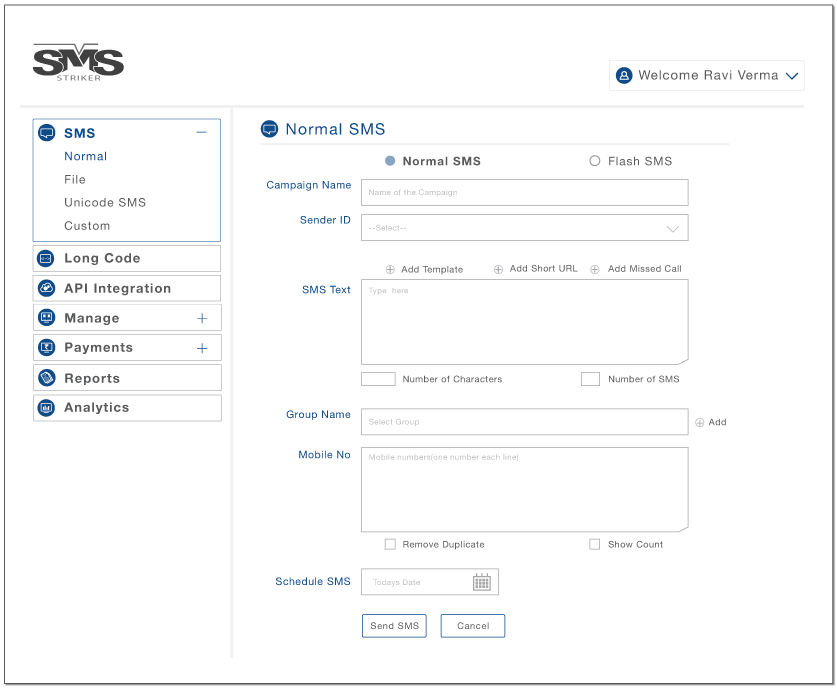 SMS
STRIKER
Welcome Ravi Verma
SMS
Normal
File
Unicode SMS
Custom
Long Code
API Integration
Manage
Payments
Reports
Analytics
Normal SMS
Normal SMS Flash SMS
Campaign Name Name of the Campaign
Sender ID --Select--
Add Template Add Short URL Add Missed Call
SMS Text Type here
Number of Characters Number of SMS
Group Name Select Group Add
Mobile No Mobile numbers(one number each line)
Remove Duplicate Show Count
Schedule SMS Todays Date
Send SMS Cancel